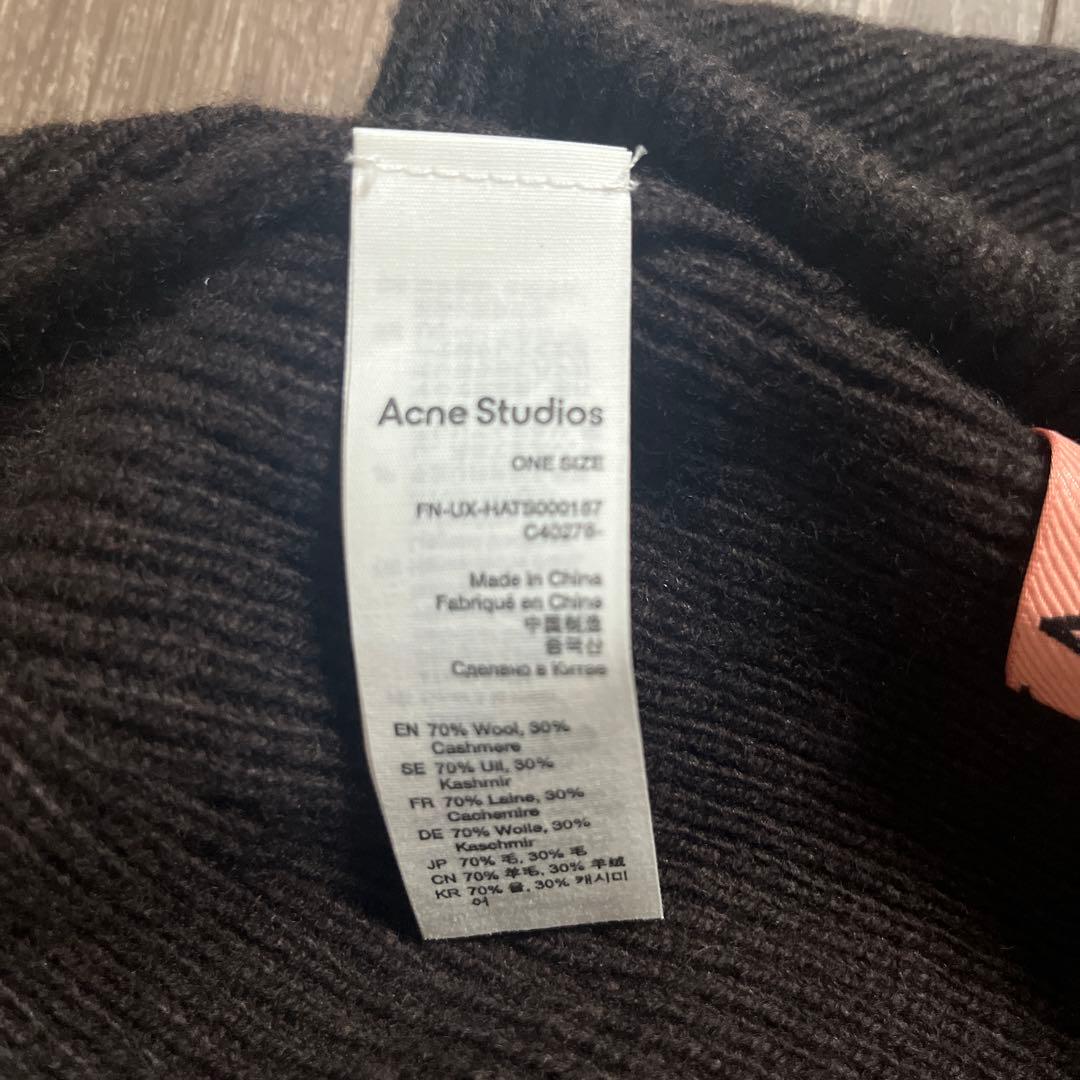 Acne Studios
ONE SIZE
FN-UX-HATS000187
C40276-
Made in China
Fabriqué en Chine
中國制造
중국산
Сделано в Китае
EN 70% Wool, 30%
Cashmere
SE 70% Ull, 30%
Kashmir
FR 70% Laine, 30%
Cachemire
DE 70% Wolle, 30%
Kaschmir
JP 70% 毛, 30% 毛
CN 70% 羊毛, 30% 羊绒
KR 70% 울, 30% 캐시미
어
A